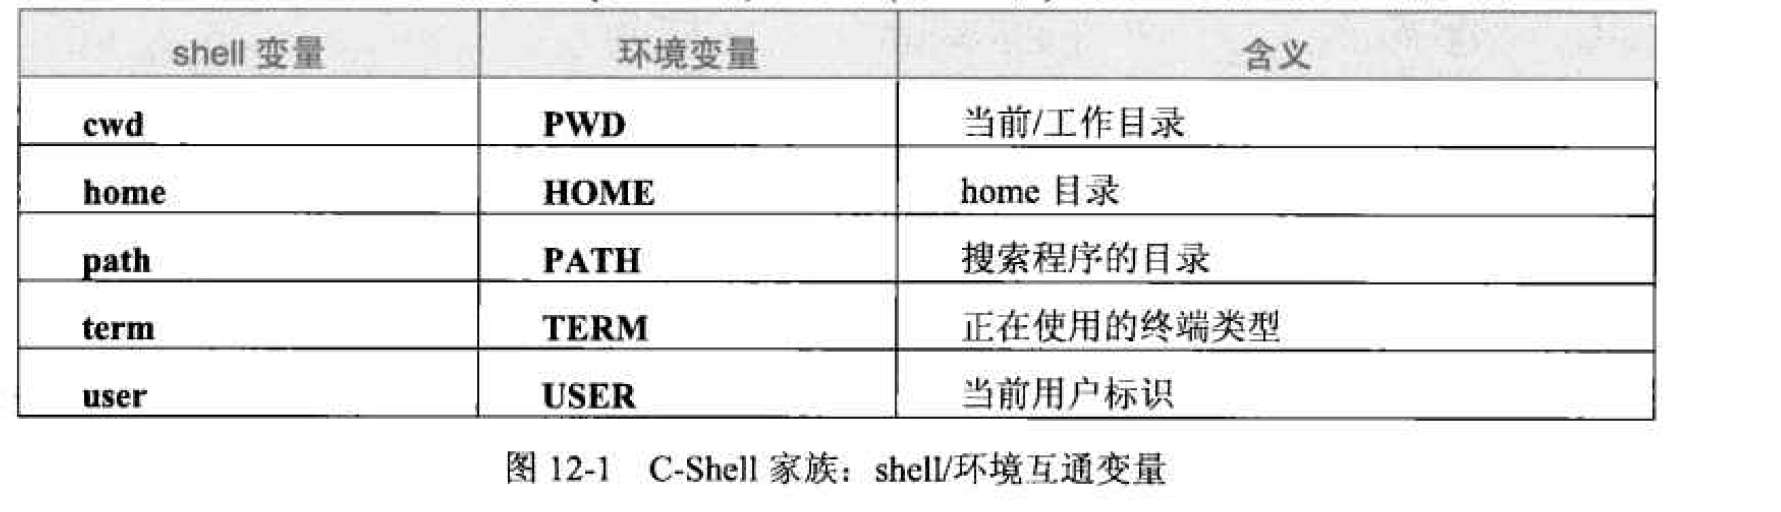 shell 变量 环境变量 含义
cwd PWD 当前/工作目录
home HOME home 目录
path PATH 搜索程序的目录
term TERM 正在使用的终端类型
user USER 当前用户标识
图 12-1 C-Shell 家族：shell/环境互通变量